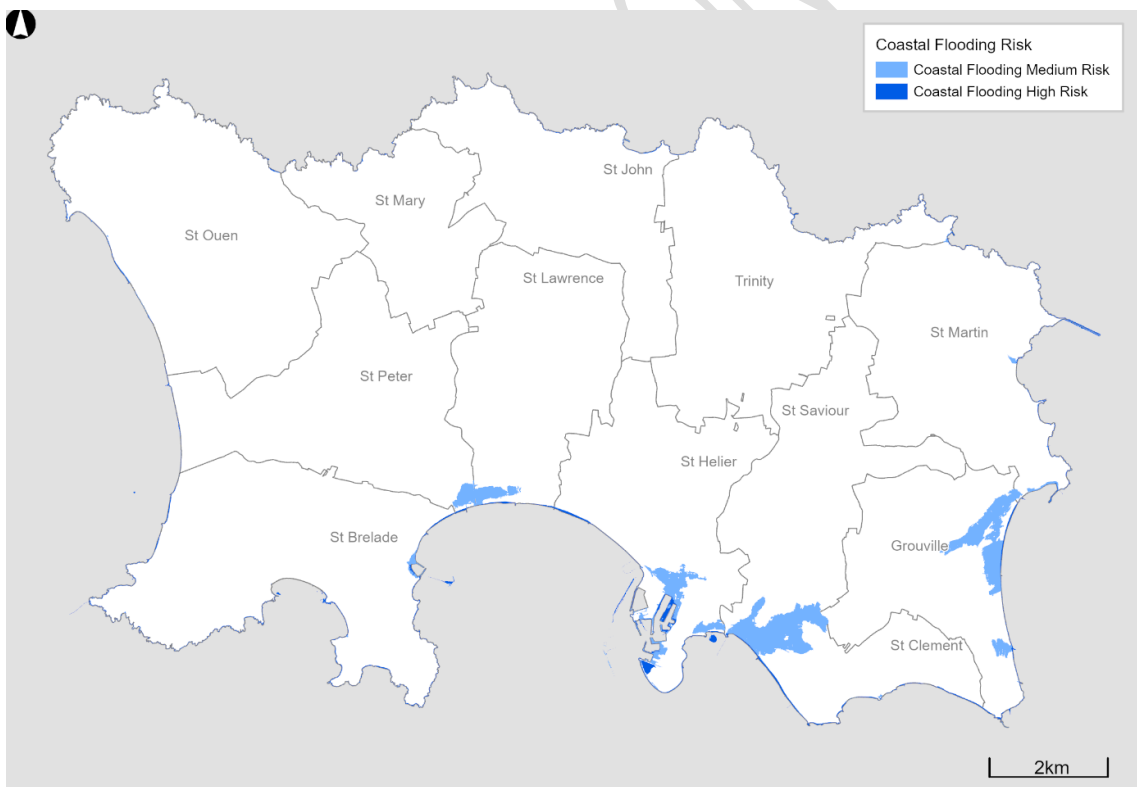 Coastal Flooding Risk
Coastal Flooding Medium Risk
Coastal Flooding High Risk
St John
St Mary
St Ouen
St Lawrence
Trinity
St Martin
St Peter
St Saviour
St Helier
St Brelade
Grouville
St Clement
2km